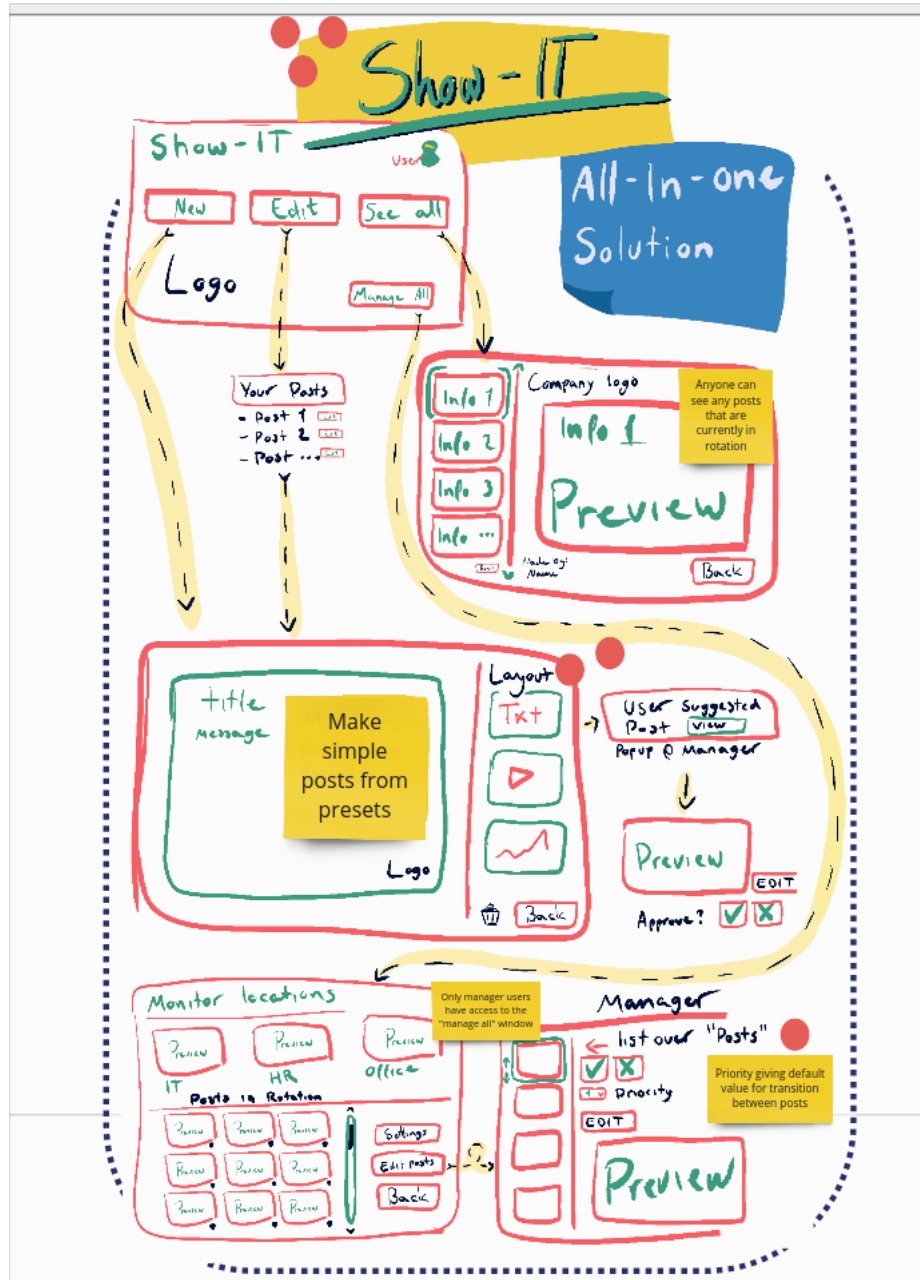 Show-IT
Show-IT
User
All-In-one
Solution
New
Edit
See all
Logo
Manage All
Your Posts
- Post 1
- Post 2
- Post ...
Info 1
Info 2
Info 3
Info ...
Company logo
Info 1
Preview
Made by:
Name
Back
Anyone can
see any posts
that are
currently in
rotation
title
message
Make
simple
posts from
presets
Logo
Layout
Txt
Back
User Suggested
Post view
Popup @ Manager
Preview
EDIT
Approve?
Monitor locations
Preview
Preview
Preview
IT
HR
Office
Posts in Rotation
Preview Preview Preview
Preview Preview Preview
Preview Preview Preview
Settings
Edit posts
Back
Only manager users
have access to the
"manage all" window
Manager
list over "Posts"
Priority
EDIT
Preview
Priority giving default
value for transition
between posts